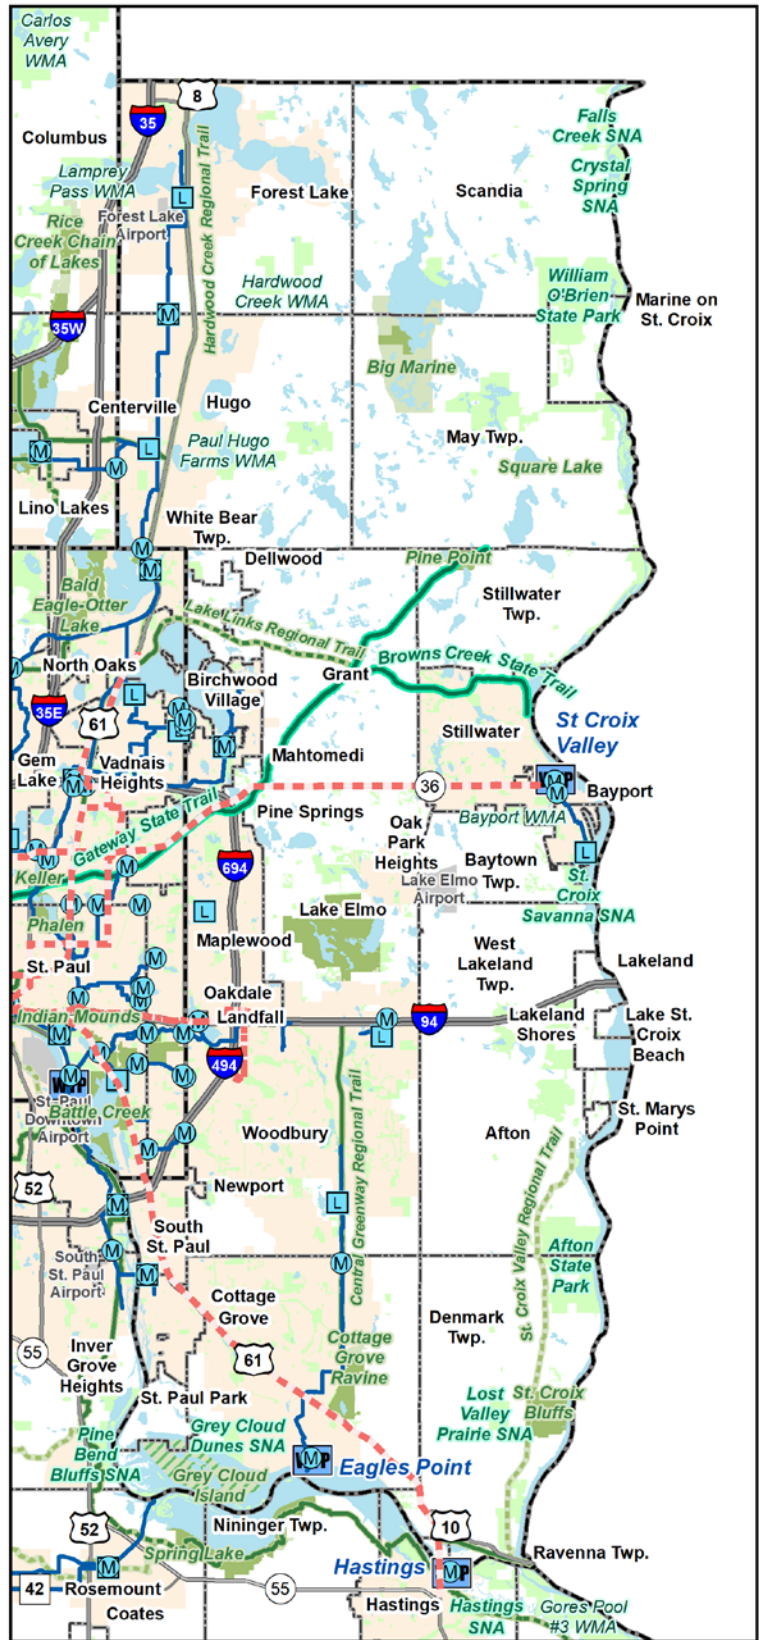 Carlos
Avery
WMA
8
35
Columbus
Falls
Creek SNA
Crystal
Spring
SNA
Lamprey
Pass WMA
L
Forest Lake
Scandia
Hardwood Creek Regional Trail
Rice
Creek Chain
of Lakes
Forest Lake
Airport
William
O'Brien
State Park
Hardwood
Creek WMA
Marine on
St. Croix
M
35W
Big Marine
Centerville
Hugo
May Twp.
Paul Hugo
Farms WMA
L
M
M
Square Lake
Lino Lakes
White Bear
Twp.
M
M
Dellwood
Pine Point
Bald
Eagle-Otter
Lake
Stillwater
Twp.
Lake Links Regional Trail
Browns Creek State Trail
North Oaks
Grant
Birchwood
Village
L
35E
61
M
M
L
M
Stillwater
St Croix
Valley
Gem
Lake
Vadnais
Heights
Mahtomedi
M
36
M
M
Bayport
Pine Springs
Bayport WMA
Gateway State Trail
Oak
Park
Heights
M
M
M
L
694
Baytown
Twp.
Keller
Lake Elmo
Airport
St.
Croix
Savanna SNA
M
M
M
L
Lake Elmo
Phalen
Maplewood
West
Lakeland
Twp.
St. Paul
M
Lakeland
M
M
M
Oakdale
Indian Mounds
Landfall
M
94
L
Lakeland
Shores
Lake St.
Croix
Beach
M
M
M
M
M
M
494
M
St. Paul
Downtown
Airport
Battle Creek
St. Marys
Point
Woodbury
Afton
M
M
Central Greenway Regional Trail
St. Croix Valley Regional Trail
52
Newport
L
M
South
St. Paul
M
M
M
South
St. Paul
Airport
Afton
State
Park
Cottage
Grove
Denmark
Twp.
55
Inver
Grove
Heights
61
Cottage
Grove
Ravine
St. Paul Park
Lost
Valley
Prairie SNA
St. Croix
Bluffs
Pine
Bend
Bluffs SNA
Grey Cloud
Dunes SNA
M
Eagles Point
Grey Cloud
Island
52
Nininger Twp.
10
Spring Lake
Ravenna Twp.
M
Hastings
M
42
Rosemount
55
Coates
Hastings
Hastings
SNA
Gores Pool
#3 WMA